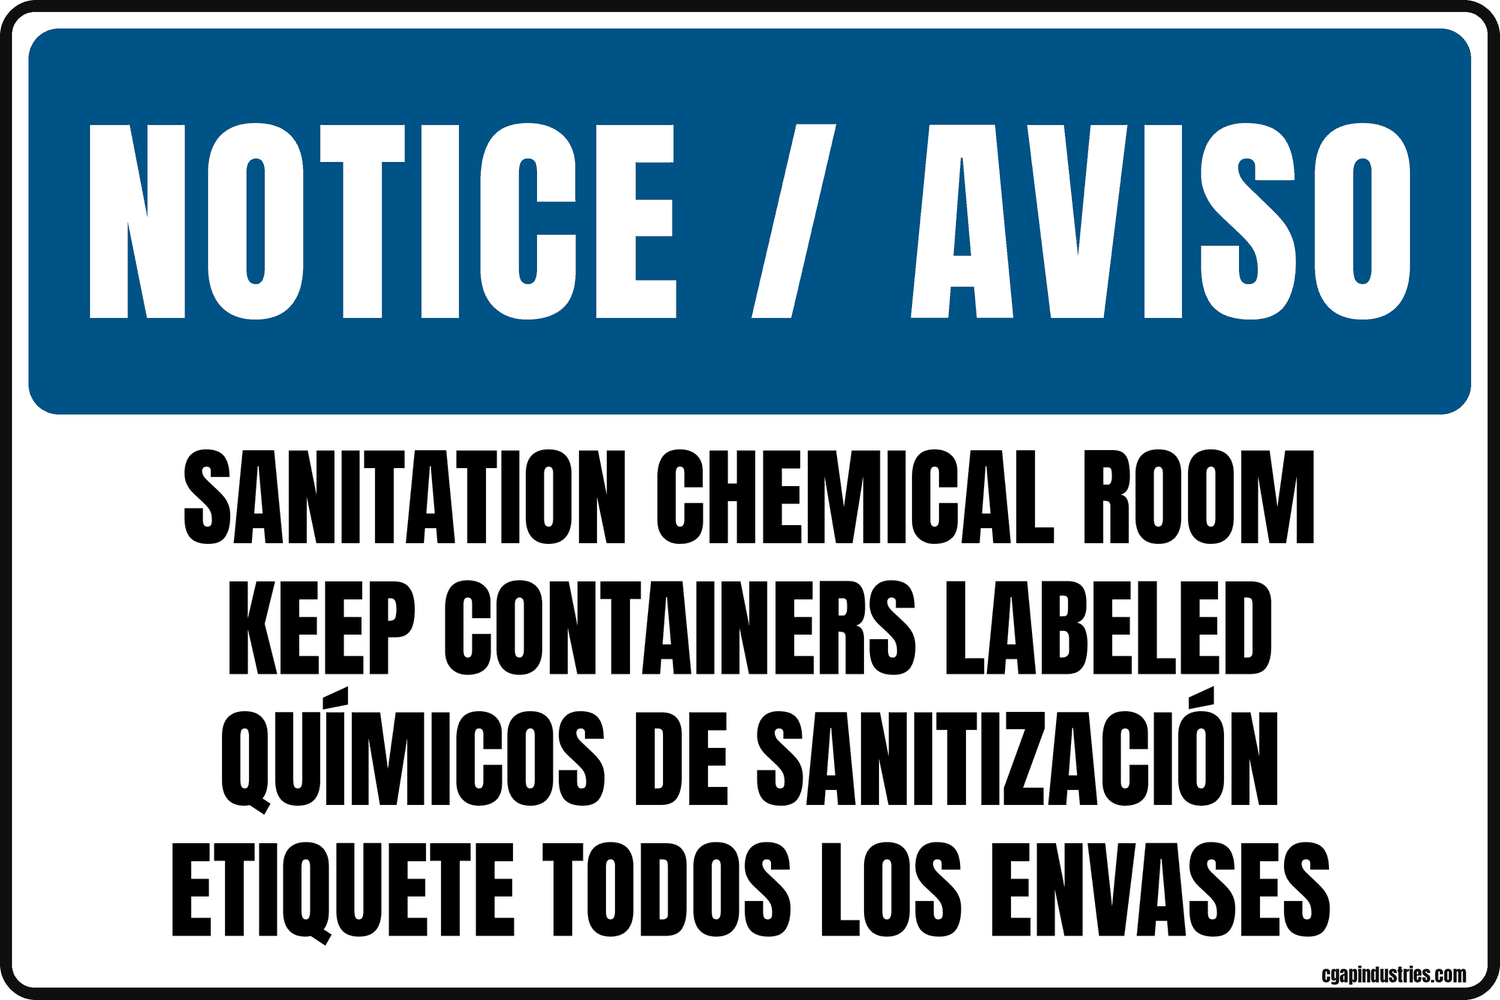 NOTICE / AVISO
SANITATION CHEMICAL ROOM
KEEP CONTAINERS LABELED
QUÍMICOS DE SANITIZACIÓN
ETIQUETE TODOS LOS ENVASES
cgapindustries.com